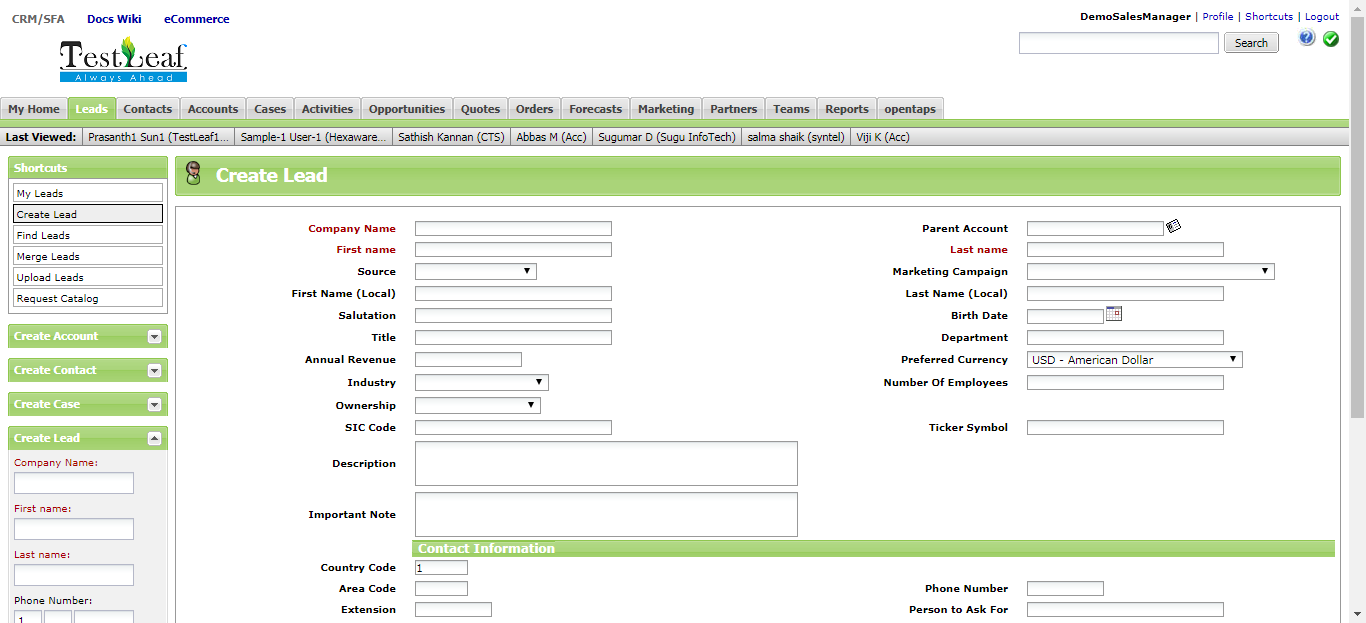 CRM/SFA Docs Wiki eCommerce
DemoSalesManager | Profile | Shortcuts | Logout
Search
TestLeaf
Always Ahead
My Home Leads Contacts Accounts Cases Activities Opportunities Quotes Orders Forecasts Marketing Partners Teams Reports opentaps
Last Viewed: Prasanth1 Sun1 (TestLeaf1... Sample-1 User-1 (Hexaware... Sathish Kannan (CTS) Abbas M (Acc) Sugumar D (Sugu InfoTech) salma shaik (syntel) Viji K (Acc)
Shortcuts
My Leads
Create Lead
Find Leads
Merge Leads
Upload Leads
Request Catalog
Create Account
Create Contact
Create Case
Create Lead
Company Name:
First name:
Last name:
Phone Number:
1
Create Lead
Company Name Parent Account
First name Last name
Source Marketing Campaign
First Name (Local) Last Name (Local)
Salutation Birth Date
Title Department
Annual Revenue Preferred Currency USD - American Dollar
Industry Number Of Employees
Ownership
SIC Code Ticker Symbol
Description
Important Note
Contact Information
Country Code 1
Area Code Phone Number
Extension Person to Ask For